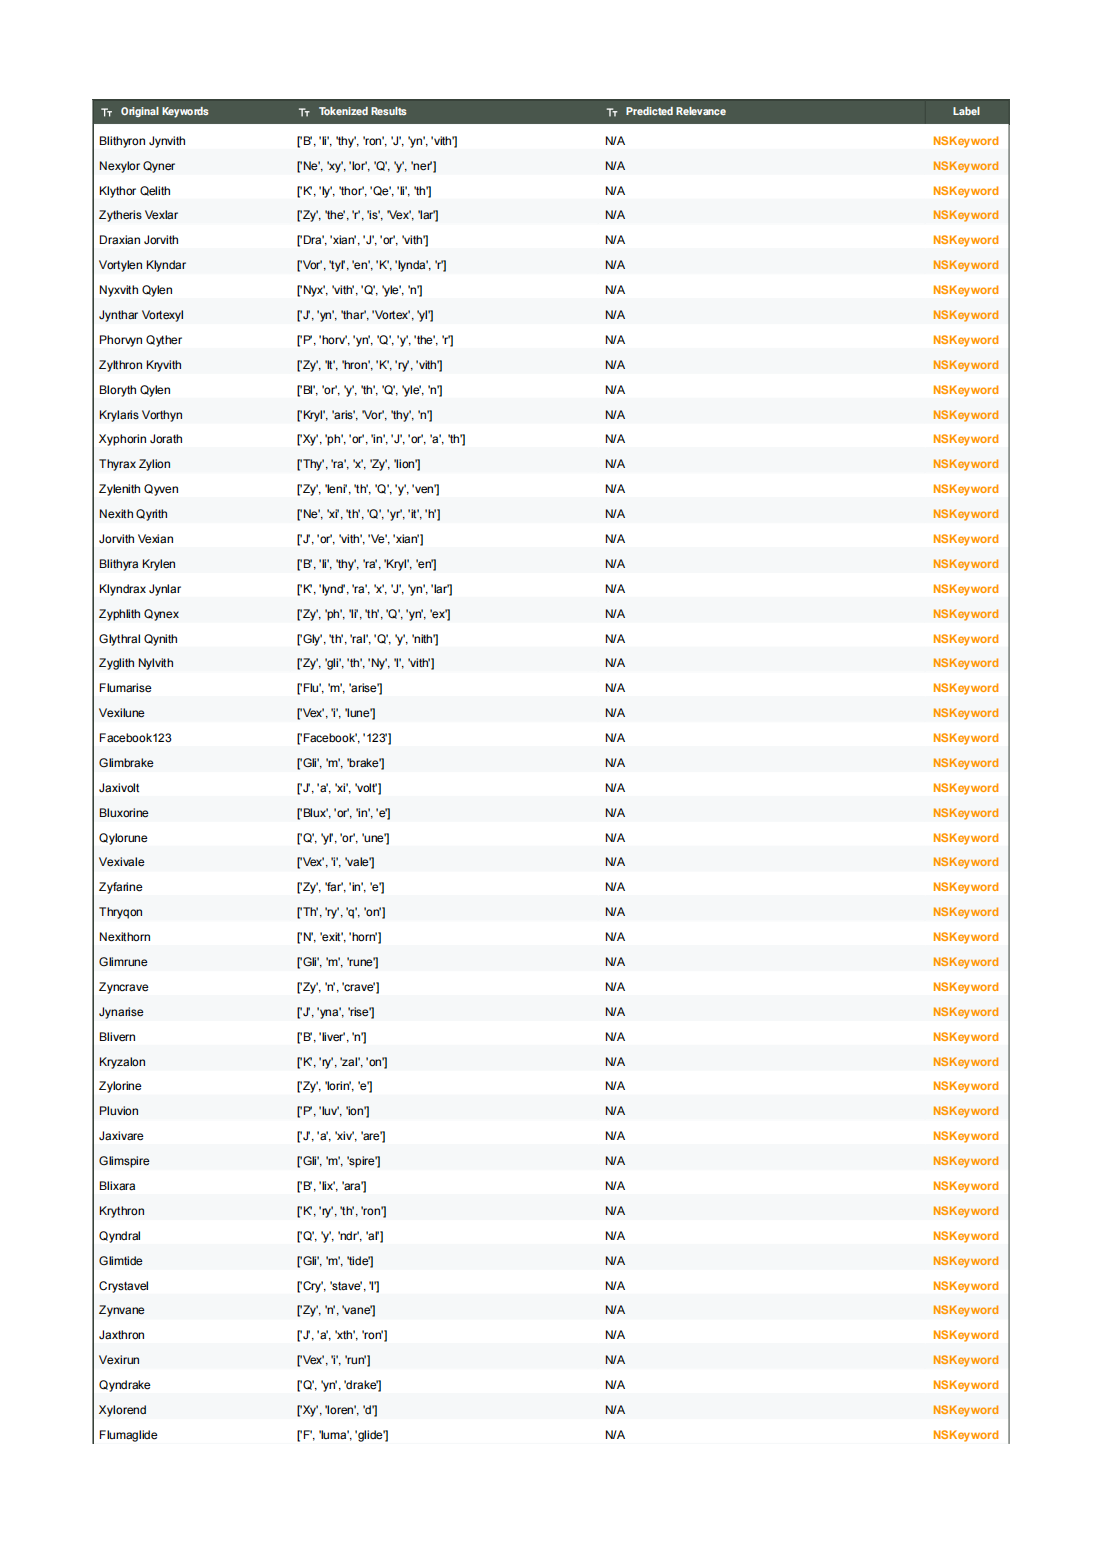 Original Keywords Tokenized Results Predicted Relevance Label
Blithyron Jynvith ['B', 'li', 'thy', 'ron', 'J', 'yn', 'vith'] N/A NSKeyword
Nexylor Qyner ['Ne', 'xy', 'lor', 'Q', 'y', 'ner'] N/A NSKeyword
Klythor Qelith ['K', 'ly', 'thor', 'Qe', 'li', 'th'] N/A NSKeyword
Zytheris Vexlar ['Zy', 'the', 'r', 'is', 'Vex', 'lar'] N/A NSKeyword
Draxian Jorvith ['Dra', 'xian', 'J', 'or', 'vith'] N/A NSKeyword
Vortylen Klyndar ['Vor', 'tyl', 'en', 'K', 'lynda', 'r'] N/A NSKeyword
Nyxvith Qylen ['Nyx', 'vith', 'Q', 'yle', 'n'] N/A NSKeyword
Jynthar Vortexyl ['J', 'yn', 'thar', 'Vortex', 'yl'] N/A NSKeyword
Phorvyn Qyther ['P', 'horv', 'yn', 'Q', 'y', 'the', 'r'] N/A NSKeyword
Zylthron Kryvith ['Zy', 'lt', 'hron', 'K', 'ry', 'vith'] N/A NSKeyword
Bloryth Qylen ['Bl', 'or', 'y', 'th', 'Q', 'yle', 'n'] N/A NSKeyword
Krylaris Vorthyn ['Kryl', 'aris', 'Vor', 'thy', 'n'] N/A NSKeyword
Xyphorin Jorath ['Xy', 'ph', 'or', 'in', 'J', 'or', 'a', 'th'] N/A NSKeyword
Thyrax Zylion ['Thy', 'ra', 'x', 'Zy', 'lion'] N/A NSKeyword
Zylenith Qyven ['Zy', 'leni', 'th', 'Q', 'y', 'ven'] N/A NSKeyword
Nexith Qyrith ['Ne', 'xi', 'th', 'Q', 'yr', 'it', 'h'] N/A NSKeyword
Jorvith Vexian ['J', 'or', 'vith', 'Ve', 'xian'] N/A NSKeyword
Blithyra Krylen ['B', 'li', 'thy', 'ra', 'Kryl', 'en'] N/A NSKeyword
Klyndrax Jynlar ['K', 'lynd', 'ra', 'x', 'J', 'yn', 'lar'] N/A NSKeyword
Zyphlith Qynex ['Zy', 'ph', 'li', 'th', 'Q', 'yn', 'ex'] N/A NSKeyword
Glythral Qynith ['Gly', 'th', 'ral', 'Q', 'y', 'nith'] N/A NSKeyword
Zyglith Nylvith ['Zy', 'gli', 'th', 'Ny', 'l', 'vith'] N/A NSKeyword
Flumarise ['Flu', 'm', 'arise'] N/A NSKeyword
Vexilune ['Vex', 'i', 'lune'] N/A NSKeyword
Facebook123 ['Facebook', '123'] N/A NSKeyword
Glimbrake ['Gli', 'm', 'brake'] N/A NSKeyword
Jaxivolt ['J', 'a', 'xi', 'volt'] N/A NSKeyword
Bluxorine ['Blux', 'or', 'in', 'e'] N/A NSKeyword
Qylorune ['Q', 'yl', 'or', 'une'] N/A NSKeyword
Vexivale ['Vex', 'i', 'vale'] N/A NSKeyword
Zyfarine ['Zy', 'far', 'in', 'e'] N/A NSKeyword
Thryqon ['Th', 'ry', 'q', 'on'] N/A NSKeyword
Nexithorn ['N', 'exit', 'horn'] N/A NSKeyword
Glimrune ['Gli', 'm', 'rune'] N/A NSKeyword
Zyncrave ['Zy', 'n', 'crave'] N/A NSKeyword
Jynarise ['J', 'yna', 'rise'] N/A NSKeyword
Blivern ['B', 'liver', 'n'] N/A NSKeyword
Kryzalon ['K', 'ry', 'zal', 'on'] N/A NSKeyword
Zylorine ['Zy', 'lorin', 'e'] N/A NSKeyword
Pluvion ['P', 'luv', 'ion'] N/A NSKeyword
Jaxivare ['J', 'a', 'xiv', 'are'] N/A NSKeyword
Glimspire ['Gli', 'm', 'spire'] N/A NSKeyword
Blixara ['B', 'lix', 'ara'] N/A NSKeyword
Krythron ['K', 'ry', 'th', 'ron'] N/A NSKeyword
Qyndral ['Q', 'y', 'ndr', 'al'] N/A NSKeyword
Glimtide ['Gli', 'm', 'tide'] N/A NSKeyword
Crystavel ['Cry', 'stave', 'l'] N/A NSKeyword
Zynvane ['Zy', 'n', 'vane'] N/A NSKeyword
Jaxthron ['J', 'a', 'xth', 'ron'] N/A NSKeyword
Vexirun ['Vex', 'i', 'run'] N/A NSKeyword
Qyndrake ['Q', 'yn', 'drake'] N/A NSKeyword
Xylorend ['Xy', 'loren', 'd'] N/A NSKeyword
Flumaglide ['F', 'luma', 'glide'] N/A NSKeyword